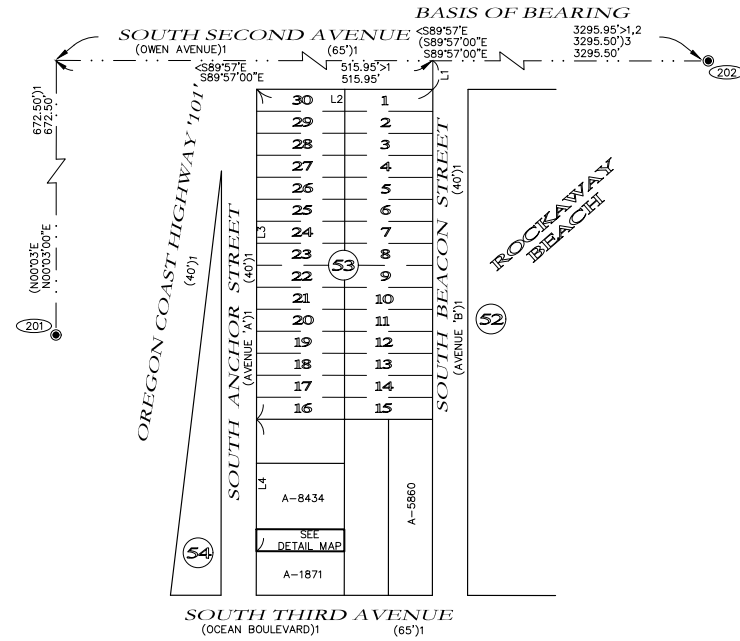 BASIS OF BEARING
SOUTH SECOND AVENUE
(OWEN AVENUE)1
(65')1
<S89°57'E
(S89°57'00"E
S89°57'00"E
3295.95'>1,2
3295.50')3
3295.50'
202
<S89°57'E
S89°57'00"E
515.95'>1
515.95'
L1
672.50')1
672.50'
(N00°03'E
N00°03'00"E
201
OREGON COAST HIGHWAY '101'
(40')1
SOUTH ANCHOR STREET
(AVENUE 'A')1
(40')1
L2
L3
L4
30 1
29 2
28 3
27 4
26 5
25 6
24 7
23 8
53
22 9
21 10
20 11
19 12
18 13
17 14
16 15
SOUTH BEACON STREET
(AVENUE 'B')1
(40')1
ROCKAWAY
BEACH
52
A-8434
A-5860
SEE
DETAIL MAP
54
A-1871
SOUTH THIRD AVENUE
(OCEAN BOULEVARD)1
(65')1